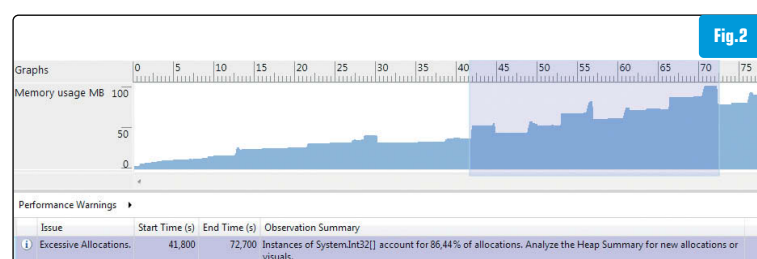 Fig.2
Graphs 0 5 10 15 20 25 30 35 40 45 50 55 60 65 70 75
Memory usage MB 100
50
0
Performance Warnings
Issue Start Time (s) End Time (s) Observation Summary
Excessive Allocations. 41,800 72,700 Instances of System.Int32[] account for 86,44% of allocations. Analyze the Heap Summary for new allocations or
visuals.